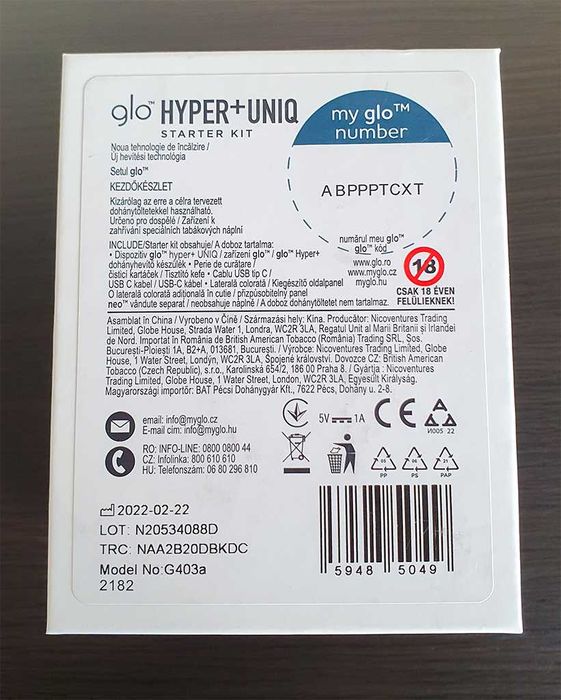 glo™ HYPER+UNIQ
STARTER KIT
my glo™
number
Noua tehnologie de încălzire /
Új hevítési technológia
Setul glo™
KEZDŐKÉSZLET
ABPPPTCXT
Kizárólag az erre a célra tervezett
dohánytöltetekkel használható.
Určeno pro dospělé / Zařízení k
zahřívání speciálních tabákových náplní
INCLUDE/Starter kit obsahuje/ A doboz tartalma:
• Dispozitiv glo™ hyper+ UNIQ / zařízení glo™/ glo™ Hyper+
dohányhevítő készülék • Perie de curățare /
čisticí kartáček / Tisztító kefe • Cablu USB tip C /
USB C kabel / USB-C kábel • Laterală colorată / Kiegészítő oldalpanel
O laterală colorată adițională în cutie / přizpůsobitelný panel
neo™ vândute separat / neobsahuje náplně / A doboz dohánytöltetet nem tartalmaz.
numărul meu glo™
glo™ kód
www.glo.ro
www.myglo.cz
myglo.hu
18
CSAK 18 ÉVEN
FELÜLIEKNEK!
Asamblat în China / Vyrobeno v Číně / Származási hely: Kína. Producător: Nicoventures Trading
Limited, Globe House, Strada Water 1, Londra, WC2R 3LA, Regatul Unit al Marii Britanii și Irlandei
de Nord. Importat în România de British American Tobacco (România) Trading SRL, Șos.
București-Ploiești 1A, B2+A, 013681, București. / Výrobce: Nicoventures Trading Limited, Globe
House, 1 Water Street, Londýn, WC2R 3LA, Spojené království. Dovozce CZ: British American
Tobacco (Czech Republic), s.r.o., Karolinská 654/2, 186 00 Praha 8. / Gyártja : Nicoventures
Trading Limited, Globe House, 1 Water Street, London, WC2R 3LA, Egyesült Királyság.
Magyarországi importőr: BAT Pécsi Dohánygyár Kft., 7622 Pécs, Dohány u. 2-8.
email: info@myglo.cz
E-mail cím: info@myglo.hu
5V 1A
CE
И005 22
RO: INFO-LINE: 0800 0800 44
CZ: Infolinka: 800 610 610
HU: Telefonszám: 06 80 296 810
05 06 21
PP PS PAP
2022-02-22
LOT: N20534088D
TRC: NAA2B20DBKDC
Model No:G403a
2182
5948 5049